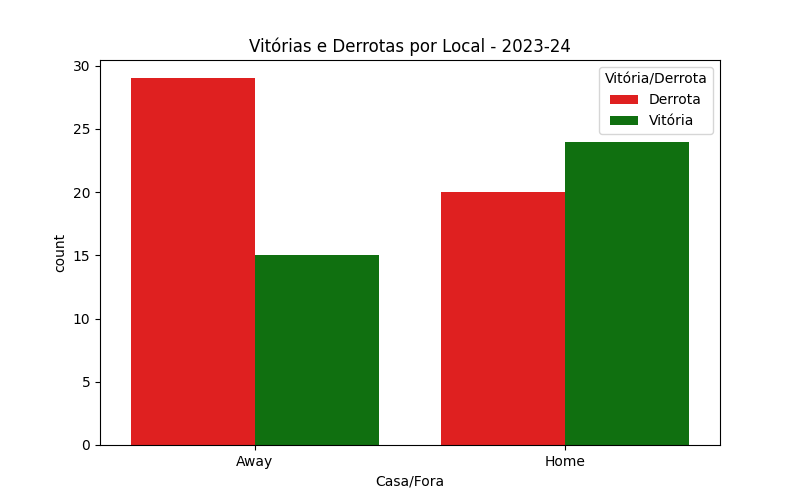 Vitórias e Derrotas por Local - 2023-24
Vitória/Derrota
Derrota
Vitória
30
25
20
15
10
5
0
count
Away
Home
Casa/Fora